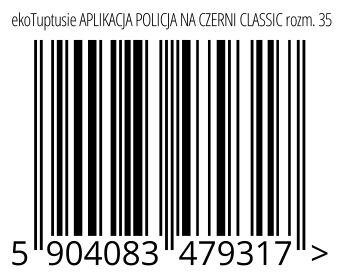 ekoTuptusie APLIKACJA POLICJA NA CZERNI CLASSIC rozm. 35
5 904083 479317 >